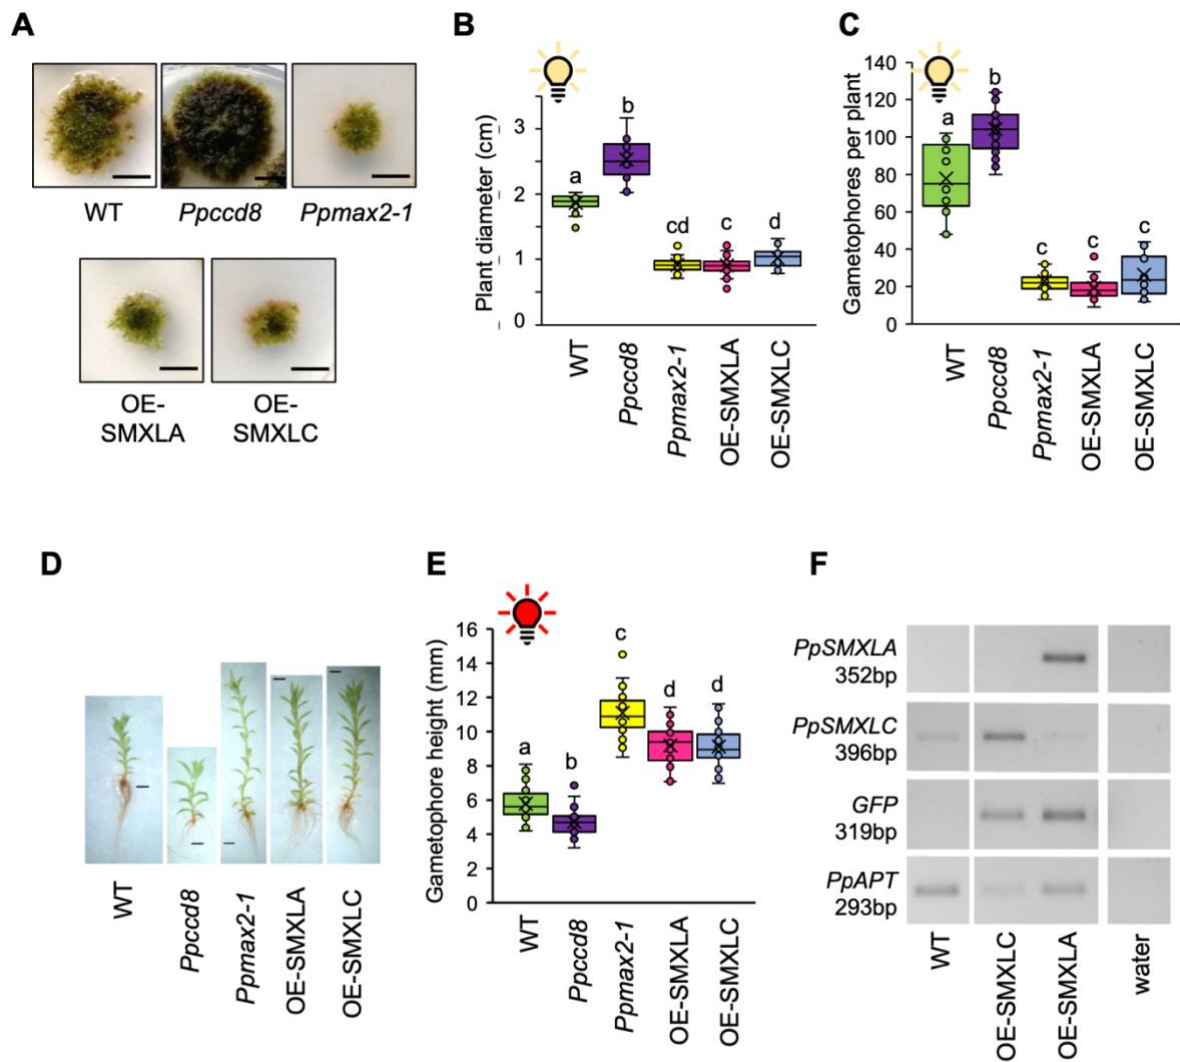 A
WT
Ppccd8
Ppmax2-1
OE-
SMXLA
OE-
SMXLC
B
Plant diameter (cm)
3
2
1
0
a
b
cd
c
d
WT
Ppccd8
Ppmax2-1
OE-SMXLA
OE-SMXLC
C
Gametophores per plant
140
120
100
80
60
40
20
0
a
b
c
c
c
WT
Ppccd8
Ppmax2-1
OE-SMXLA
OE-SMXLC
D
WT
Ppccd8
Ppmax2-1
OE-SMXLA
OE-SMXLC
E
Gametophore height (mm)
16
14
12
10
8
6
4
2
0
a
b
c
d
d
WT
Ppccd8
Ppmax2-1
OE-SMXLA
OE-SMXLC
F
PpSMXLA
352bp
PpSMXLC
396bp
GFP
319bp
PpAPT
293bp
WT
OE-SMXLC
OE-SMXLA
water